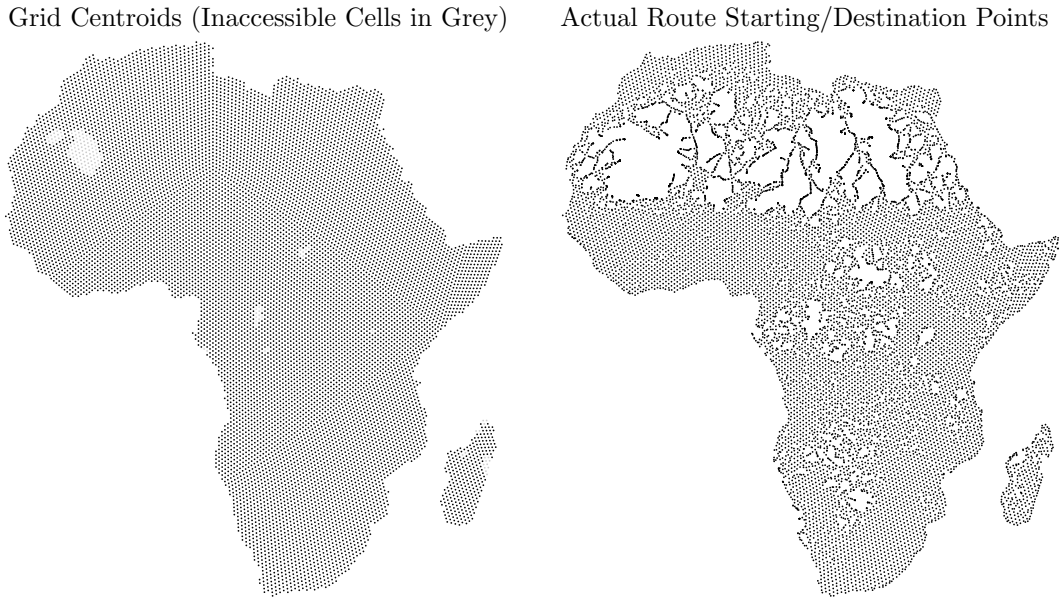 Grid Centroids (Inaccessible Cells in Grey)
Actual Route Starting/Destination Points